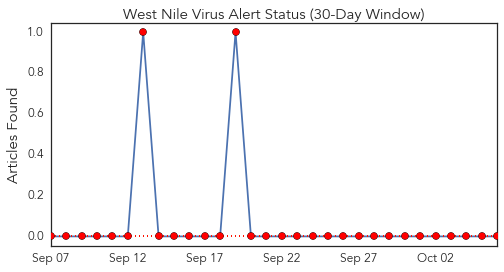 West Nile Virus Alert Status (30-Day Window)
Articles Found
1.0
0.8
0.6
0.4
0.2
0.0
Sep 07 Sep 12 Sep 17 Sep 22 Sep 27 Oct 02